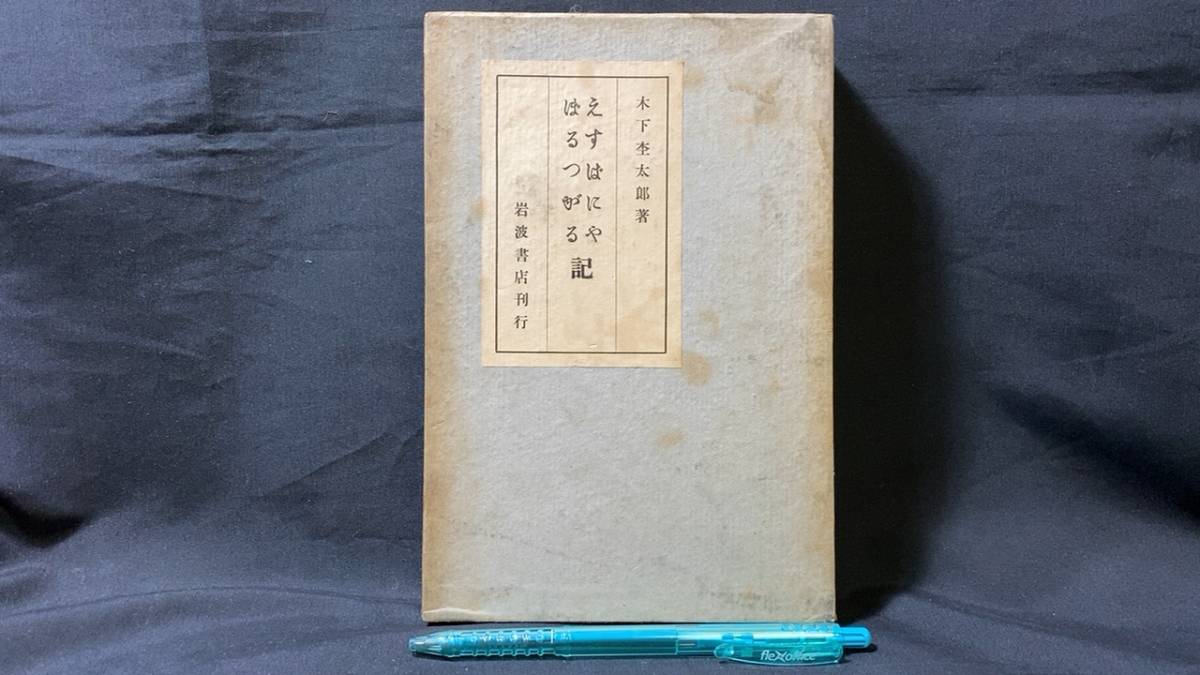 木下杢太郎著
えすぱにや
ぽるつがる
記
岩波書店刊行
flexoffice